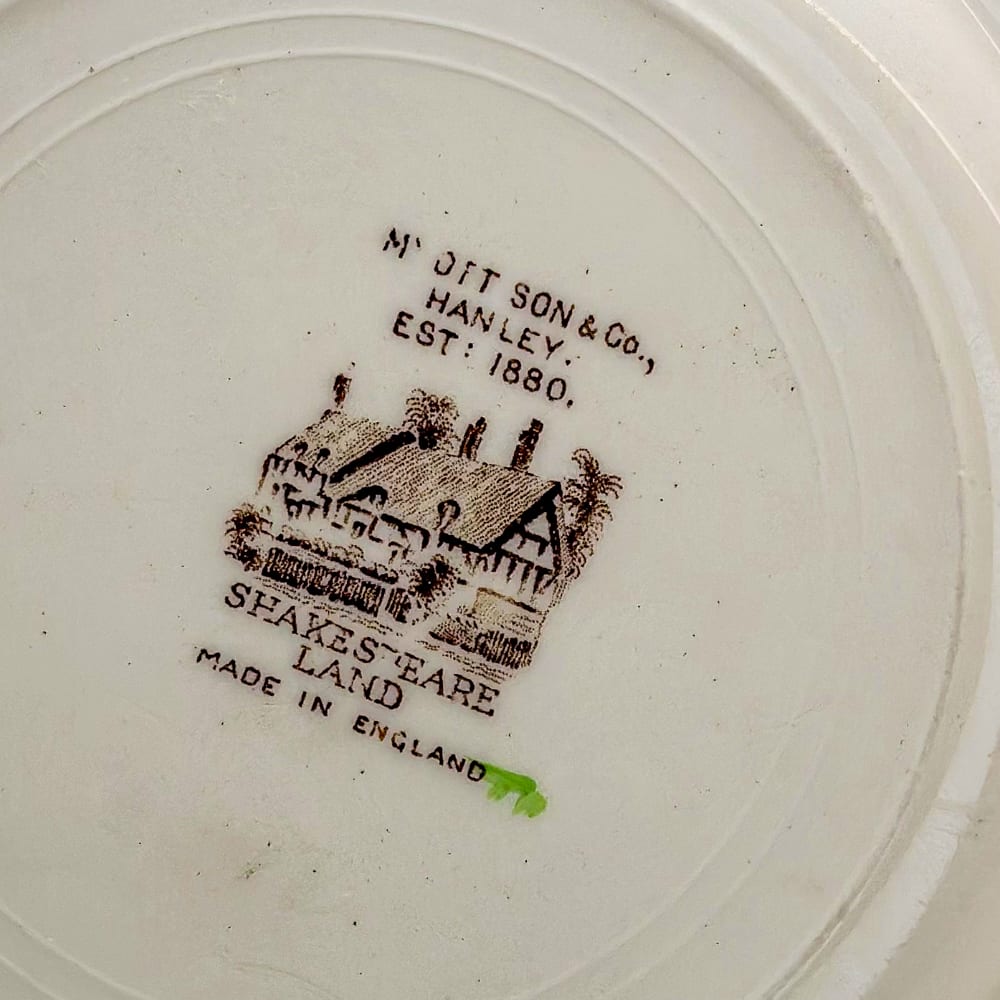 M' OTT SON & Co.,
HANLEY.
EST: 1880.
SHAKESPEARE
LAND
MADE IN ENGLAND